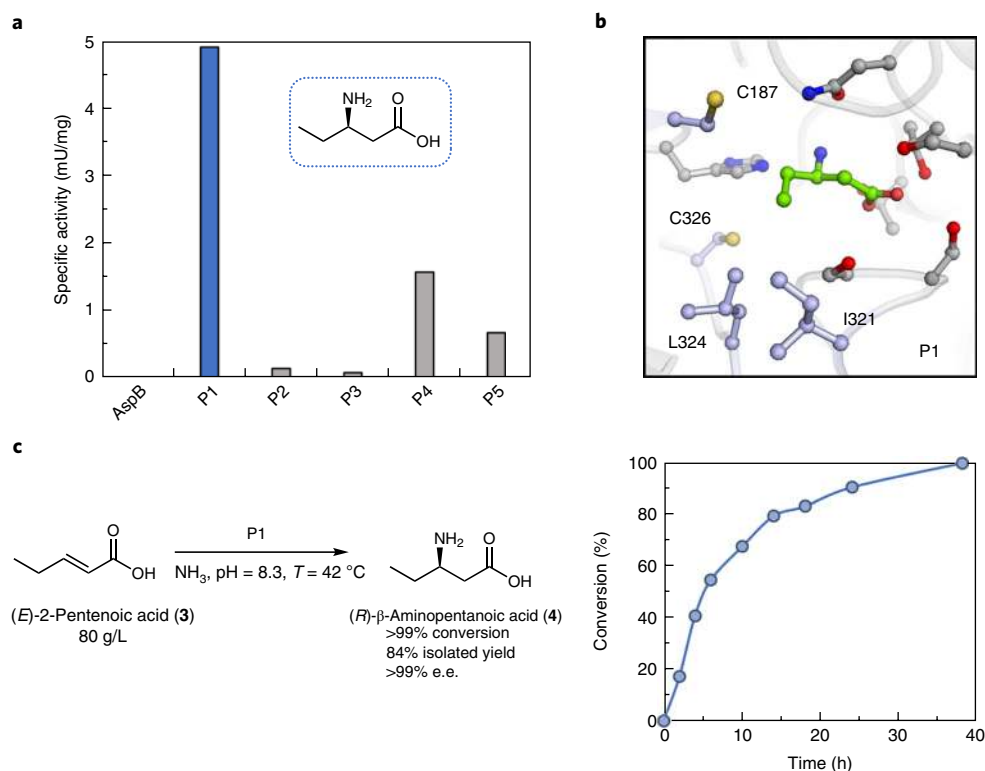 a
Specific activity (mU/mg)
5
4
3
2
1
0
NH₂
O
OH
AspB
P1
P2
P3
P4
P5
b
C187
C326
L324
I321
P1
c
O
OH
P1
NH₃, pH = 8.3, T = 42 °C
NH₂
O
OH
(E)-2-Pentenoic acid (3)
80 g/L
(R)-β-Aminopentanoic acid (4)
>99% conversion
84% isolated yield
>99% e.e.
Conversion (%)
100
80
60
40
20
0
0
10
20
30
40
Time (h)